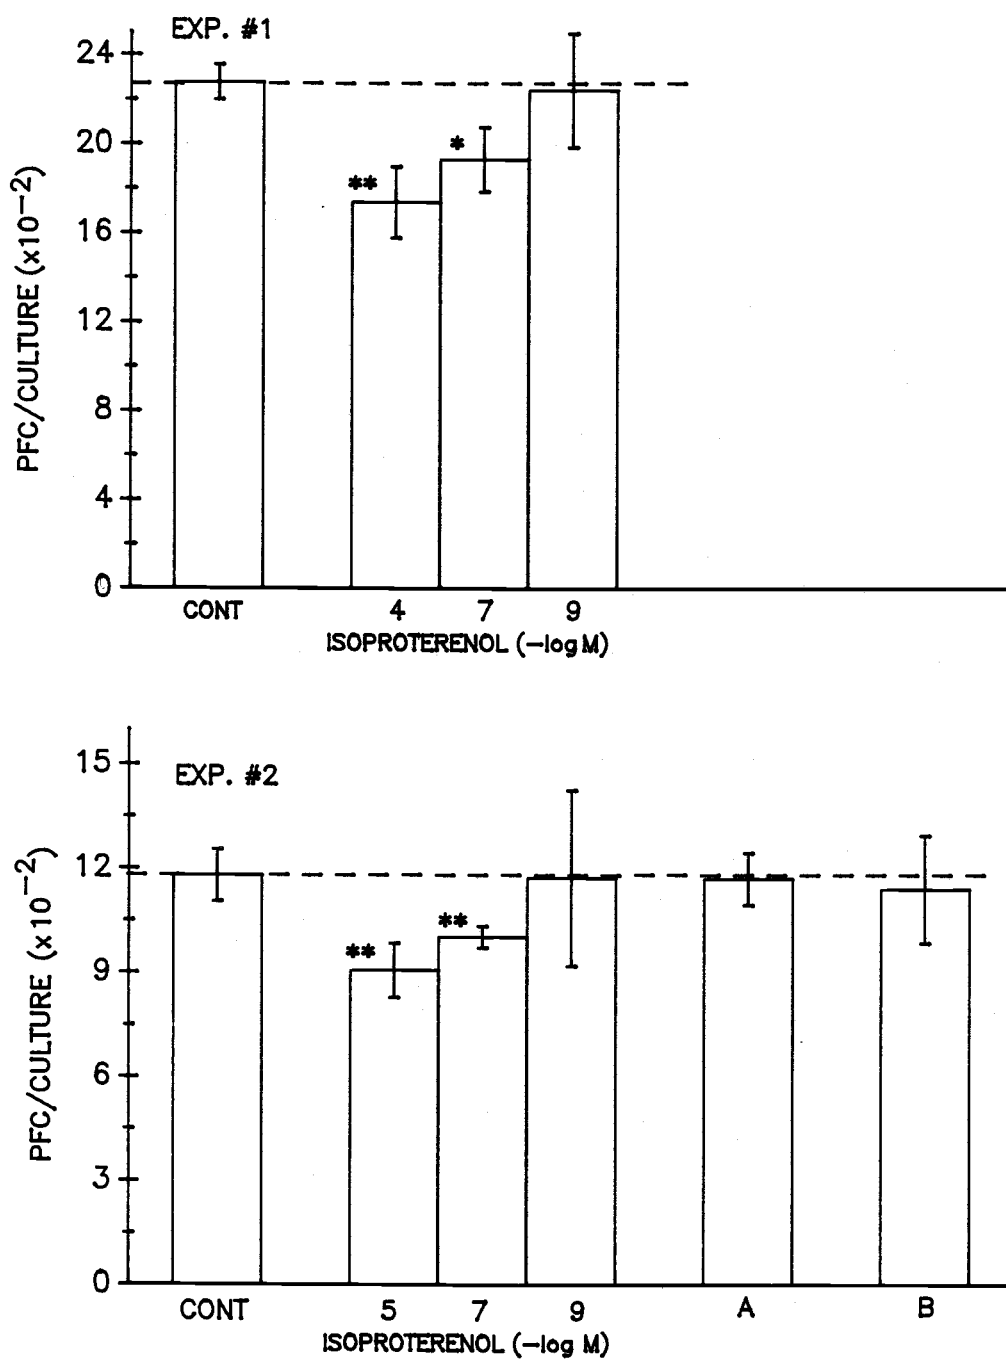 EXP. #1
24
20
16
12
8
4
0
PFC/CULTURE (x10⁻²)
**
*
CONT 4 7 9
ISOPROTERENOL (−log M)
EXP. #2
15
12
9
6
3
0
PFC/CULTURE (x10⁻²)
**
**
CONT 5 7 9 A B
ISOPROTERENOL (−log M)